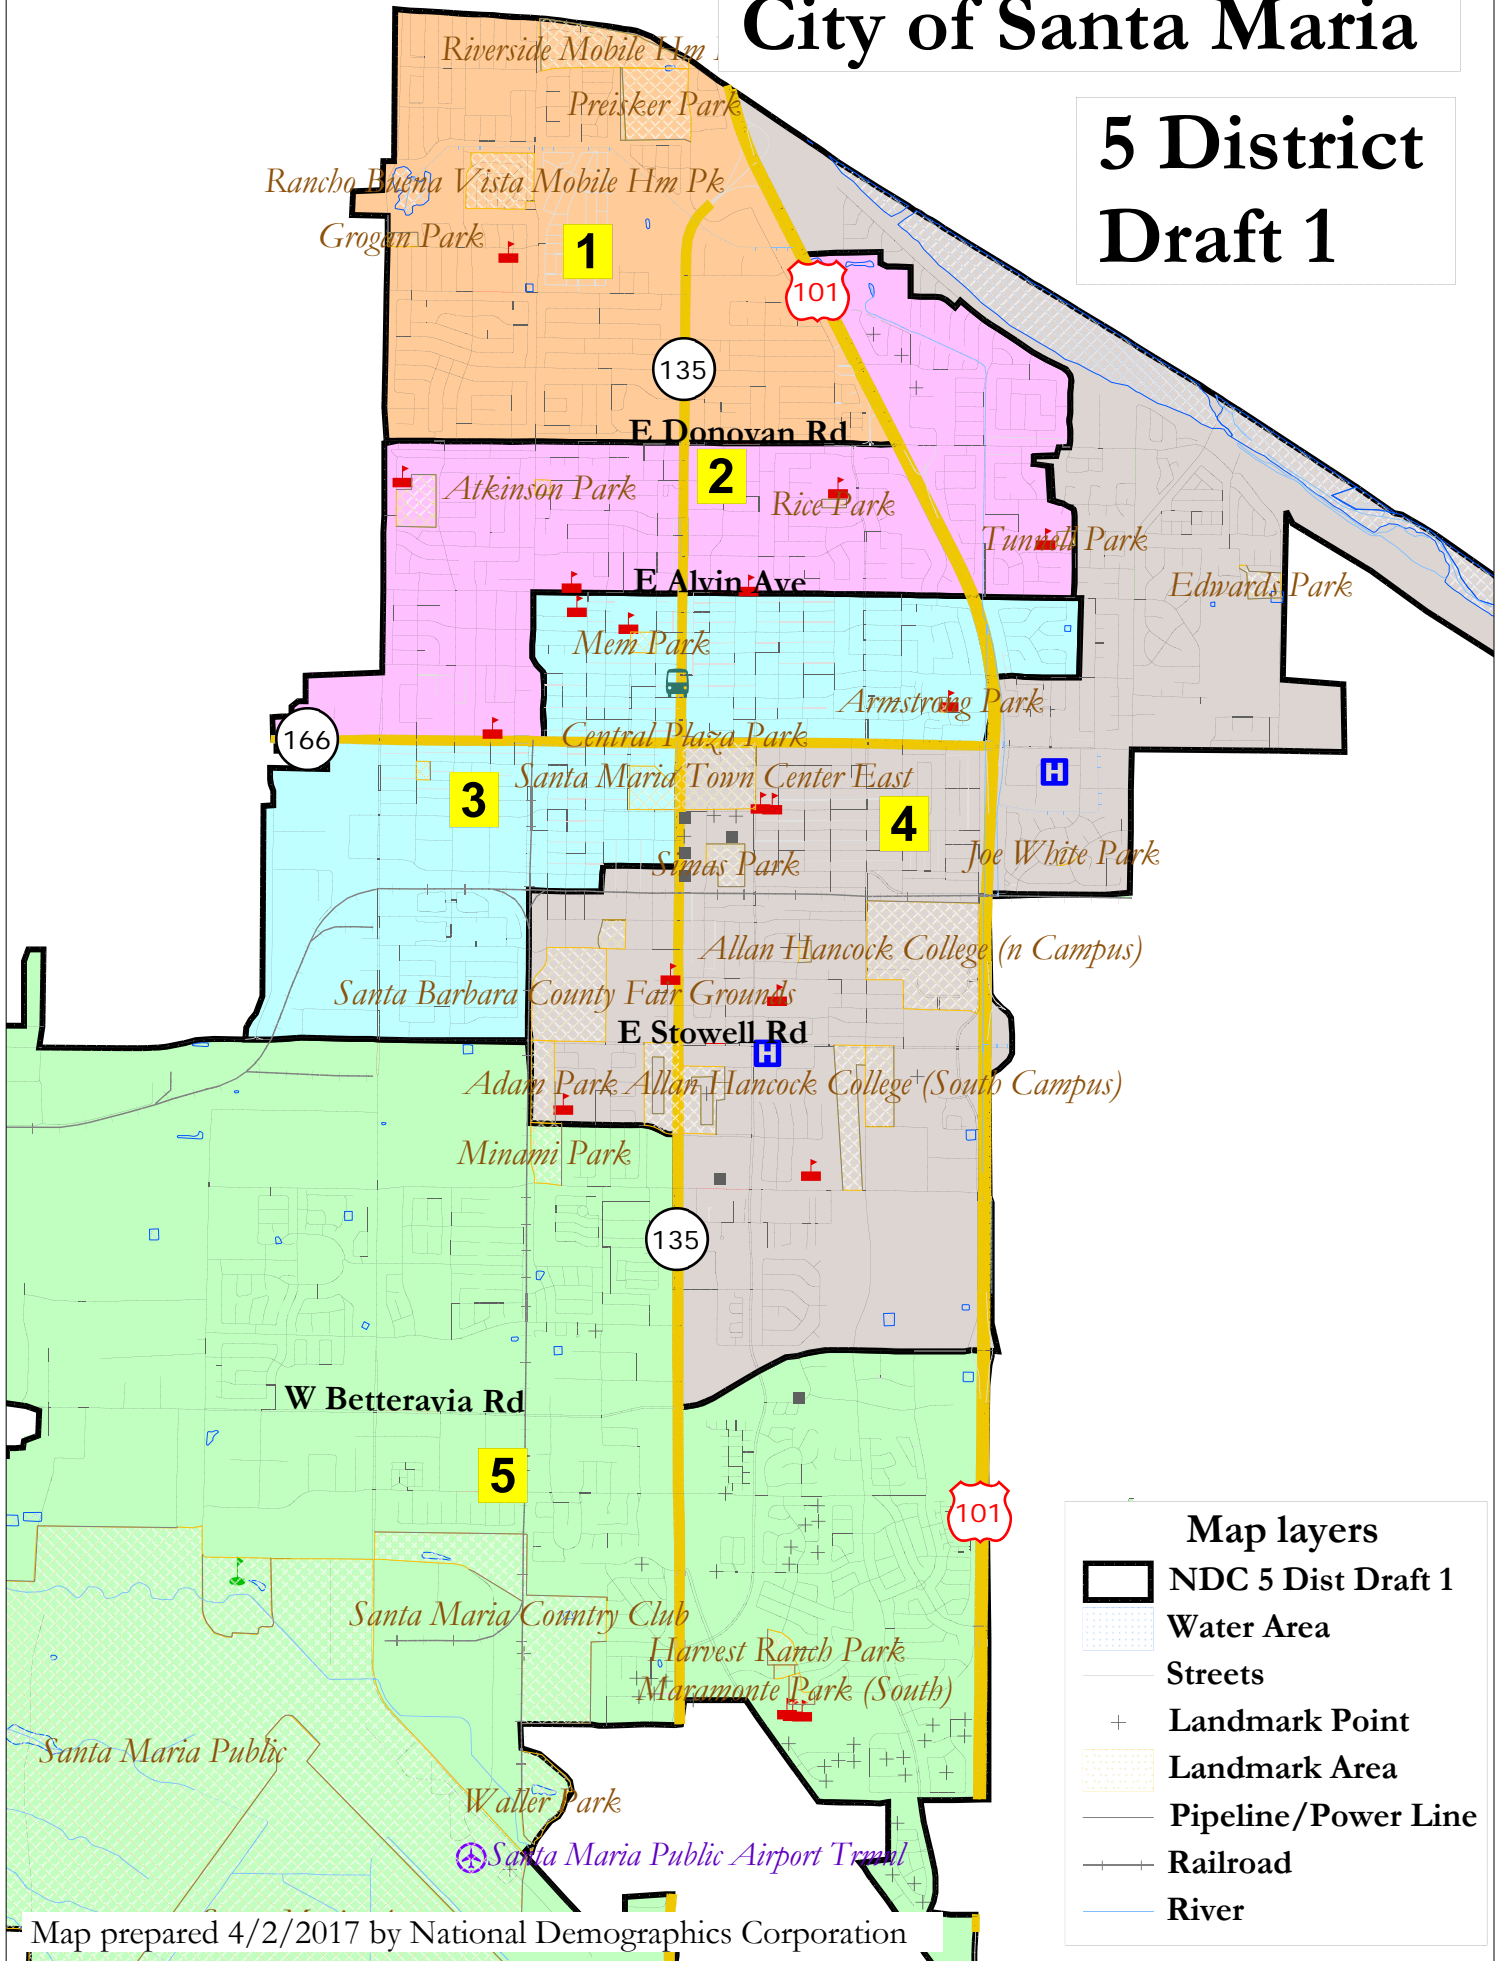 City of Santa Maria
5 District
Draft 1
Riverside Mobile Hm
Preisker Park
Rancho Buena Vista Mobile Hm Pk
Grogan Park
1
101
135
E Donovan Rd
2
Atkinson Park
Rice Park
Tunnell Park
E Alvin Ave
Edwards Park
Mem Park
Armstrong Park
166
Central Plaza Park
Santa Maria Town Center East
H
3
4
Simas Park
Joe White Park
Allan Hancock College (n Campus)
Santa Barbara County Fair Grounds
E Stowell Rd
H
Adam Park
Allan Hancock College (South Campus)
Minami Park
135
W Betteravia Rd
5
101
Santa Maria Country Club
Harvest Ranch Park
Maramonte Park (South)
Santa Maria Public
Waller Park
Santa Maria Public Airport Trmnl
Map prepared 4/2/2017 by National Demographics Corporation
Map layers
NDC 5 Dist Draft 1
Water Area
Streets
Landmark Point
Landmark Area
Pipeline/Power Line
Railroad
River